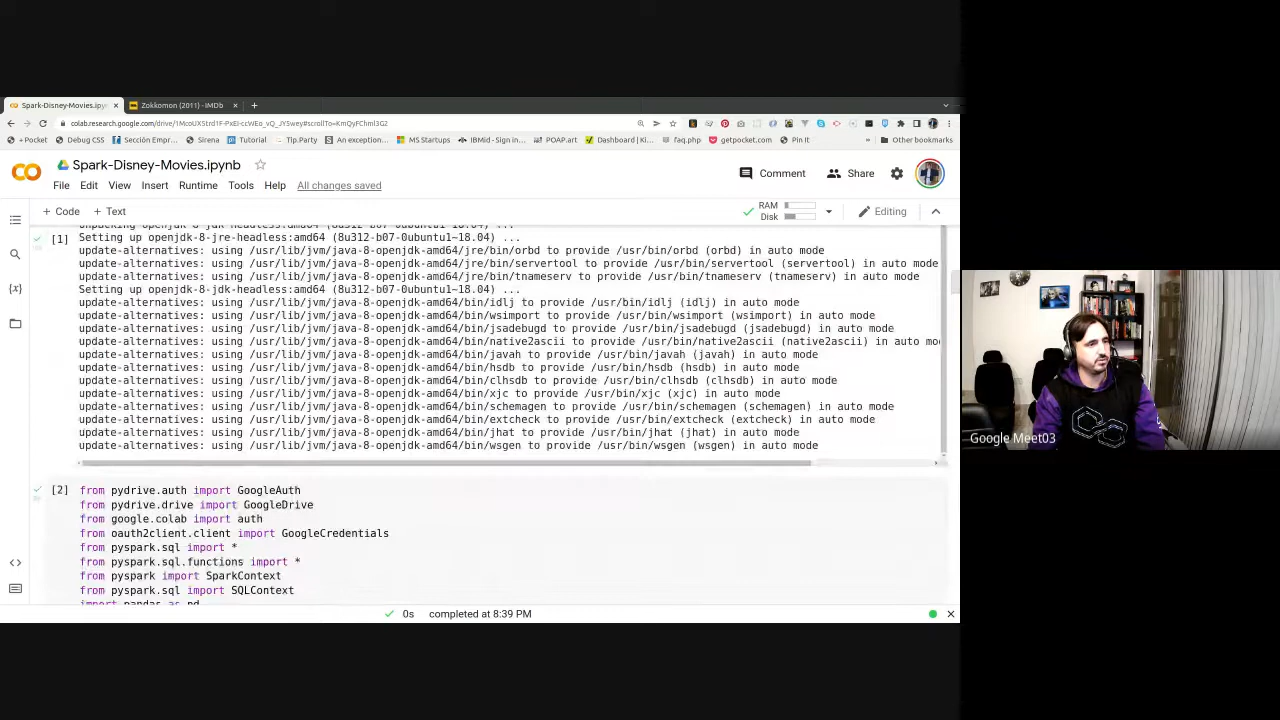 Spark-Disney-Movies.ipyn
Zokkomon (2011) - IMDb
Pocket
Debug CSS
Sección Empr...
Sirena
Tutorial
Tip.Party
An exception...
MS Startups
IBMid - Sign in...
POAP.art
Dashboard | Ki...
faq.php
getpocket.com
Pin It
Other bookmarks
Spark-Disney-Movies.ipynb
Comment
Share
File Edit View Insert Runtime Tools Help All changes saved
+ Code + Text
RAM
Disk
Editing
[1]
Setting up openjdk-8-jre-headless:amd64 (8u312-b07-0ubuntu1~18.04) ...
update-alternatives: using /usr/lib/jvm/java-8-openjdk-amd64/jre/bin/orbd to provide /usr/bin/orbd (orbd) in auto mode
update-alternatives: using /usr/lib/jvm/java-8-openjdk-amd64/jre/bin/servertool to provide /usr/bin/servertool (servertool) in auto mode
update-alternatives: using /usr/lib/jvm/java-8-openjdk-amd64/jre/bin/tnameserv to provide /usr/bin/tnameserv (tnameserv) in auto mode
Setting up openjdk-8-jdk-headless:amd64 (8u312-b07-0ubuntu1~18.04) ...
update-alternatives: using /usr/lib/jvm/java-8-openjdk-amd64/bin/idlj to provide /usr/bin/idlj (idlj) in auto mode
update-alternatives: using /usr/lib/jvm/java-8-openjdk-amd64/bin/wsimport to provide /usr/bin/wsimport (wsimport) in auto mode
update-alternatives: using /usr/lib/jvm/java-8-openjdk-amd64/bin/jsadebugd to provide /usr/bin/jsadebugd (jsadebugd) in auto mode
update-alternatives: using /usr/lib/jvm/java-8-openjdk-amd64/bin/native2ascii to provide /usr/bin/native2ascii (native2ascii) in auto mo
update-alternatives: using /usr/lib/jvm/java-8-openjdk-amd64/bin/javah to provide /usr/bin/javah (javah) in auto mode
update-alternatives: using /usr/lib/jvm/java-8-openjdk-amd64/bin/hsdb to provide /usr/bin/hsdb (hsdb) in auto mode
update-alternatives: using /usr/lib/jvm/java-8-openjdk-amd64/bin/clhsdb to provide /usr/bin/clhsdb (clhsdb) in auto mode
update-alternatives: using /usr/lib/jvm/java-8-openjdk-amd64/bin/xjc to provide /usr/bin/xjc (xjc) in auto mode
update-alternatives: using /usr/lib/jvm/java-8-openjdk-amd64/bin/schemagen to provide /usr/bin/schemagen (schemagen) in auto mode
update-alternatives: using /usr/lib/jvm/java-8-openjdk-amd64/bin/extcheck to provide /usr/bin/extcheck (extcheck) in auto mode
update-alternatives: using /usr/lib/jvm/java-8-openjdk-amd64/bin/jhat to provide /usr/bin/jhat (jhat) in auto mode
update-alternatives: using /usr/lib/jvm/java-8-openjdk-amd64/bin/wsgen to provide /usr/bin/wsgen (wsgen) in auto mode
Google Meet03
[2] from pydrive.auth import GoogleAuth
from pydrive.drive import GoogleDrive
from google.colab import auth
from oauth2client.client import GoogleCredentials
from pyspark.sql import *
from pyspark.sql.functions import *
from pyspark import SparkContext
from pyspark.sql import SQLContext
import pandas as pd
0s completed at 8:39 PM